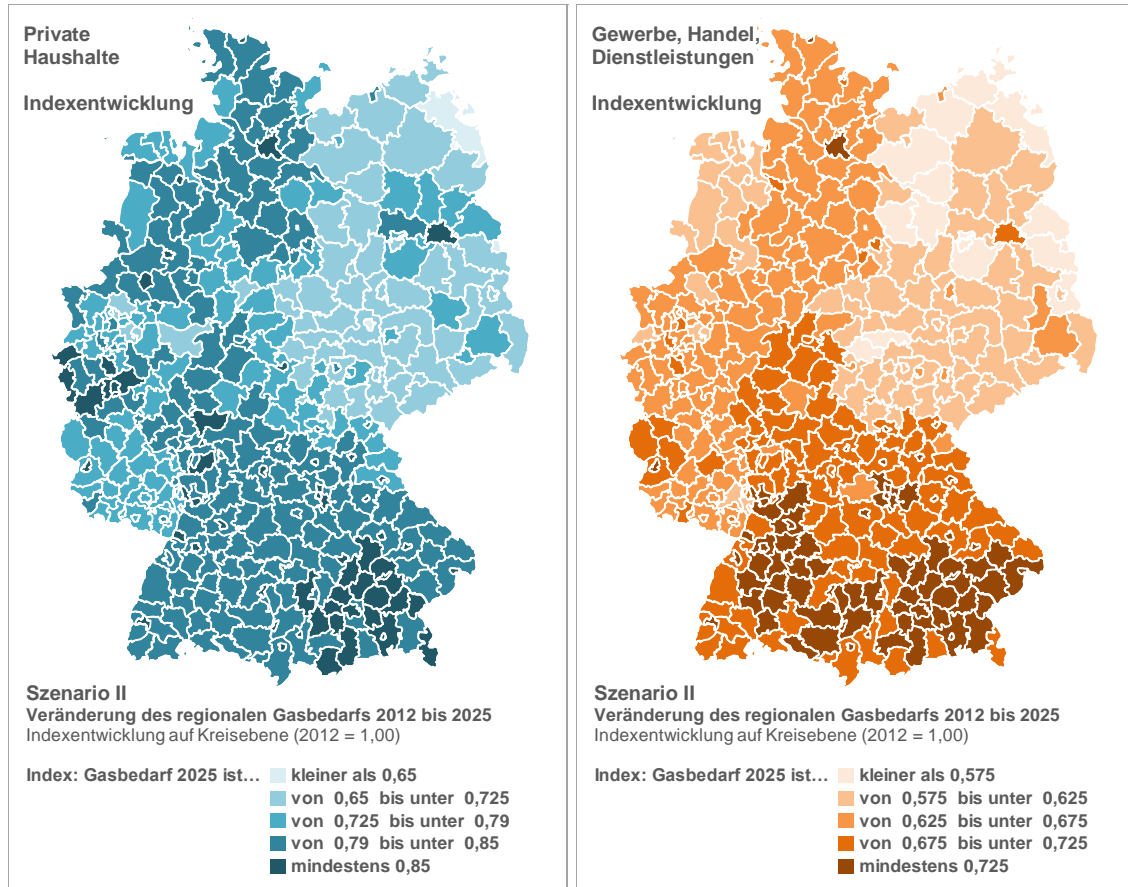 Private
Haushalte
Indexentwicklung
Szenario II
Veränderung des regionalen Gasbedarfs 2012 bis 2025
Indexentwicklung auf Kreisebene (2012 = 1,00)
Index: Gasbedarf 2025 ist… kleiner als 0,65
von 0,65 bis unter 0,725
von 0,725 bis unter 0,79
von 0,79 bis unter 0,85
mindestens 0,85
Gewerbe, Handel,
Dienstleistungen
Indexentwicklung
Szenario II
Veränderung des regionalen Gasbedarfs 2012 bis 2025
Indexentwicklung auf Kreisebene (2012 = 1,00)
Index: Gasbedarf 2025 ist… kleiner als 0,575
von 0,575 bis unter 0,625
von 0,625 bis unter 0,675
von 0,675 bis unter 0,725
mindestens 0,725